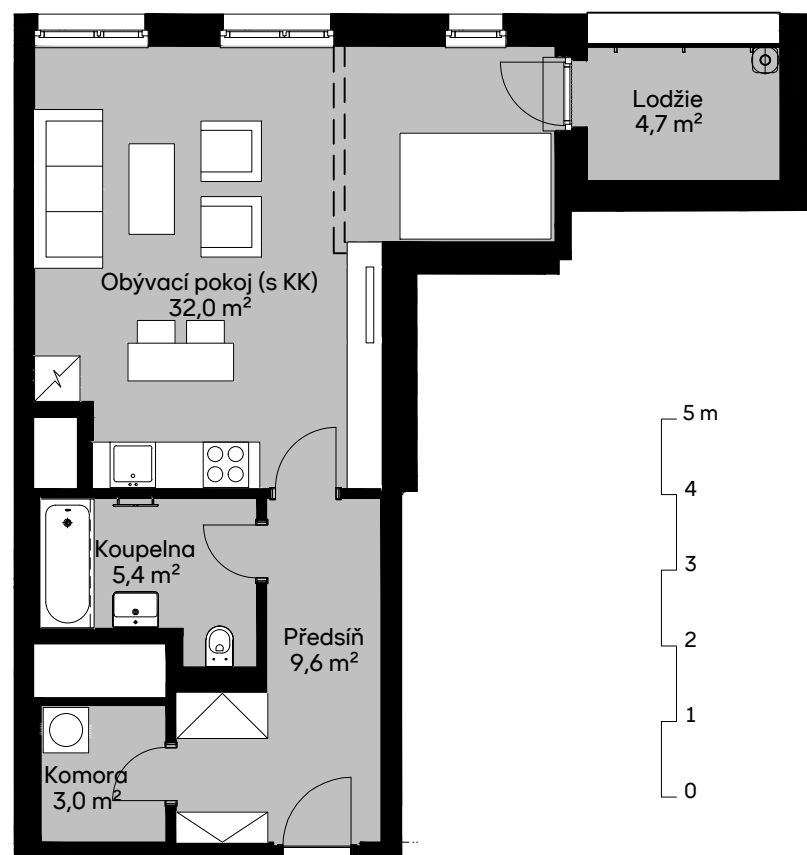 Lodžie
4,7 m²
Obývací pokoj (s KK)
32,0 m²
5 m
4
3
2
1
0
Koupelna
5,4 m²
Předsíň
9,6 m²
Komora
3,0 m²